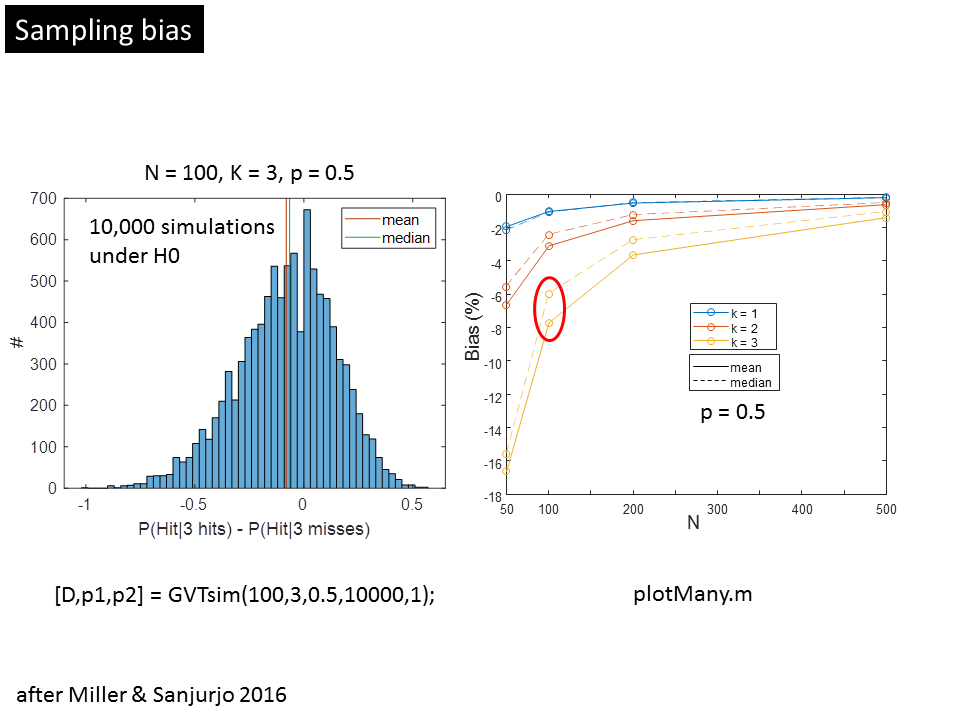 Sampling bias
N = 100, K = 3, p = 0.5
10,000 simulations
under H0
mean
median
700
600
500
400
300
200
100
0
#
-1
-0.5
0
0.5
P(Hit|3 hits) - P(Hit|3 misses)
[D,p1,p2] = GVTsim(100,3,0.5,10000,1);
0
-2
-4
-6
-8
-10
-12
-14
-16
-18
Bias (%)
k = 1
k = 2
k = 3
mean
median
p = 0.5
50
100
200
300
400
500
N
plotMany.m
after Miller & Sanjurjo 2016